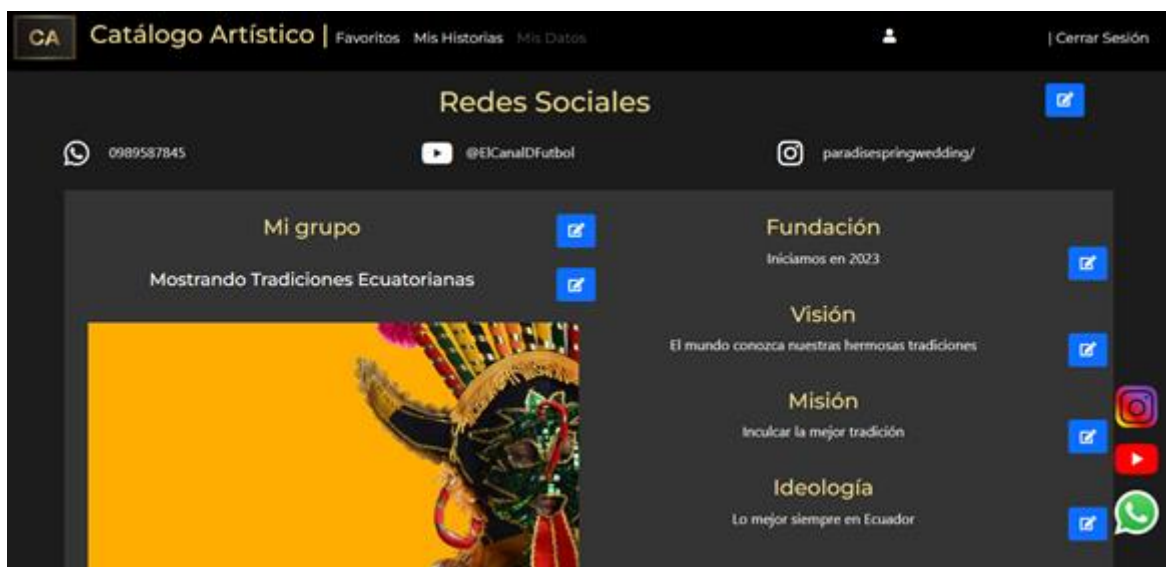 CA Catálogo Artístico | Favoritos Mis Historias Mis Datos | Cerrar Sesión
Redes Sociales
0989587845 @ElCanalDFutbol paradisespringwedding/
Mi grupo
Mostrando Tradiciones Ecuatorianas
Fundación
Iniciamos en 2023
Visión
El mundo conozca nuestras hermosas tradiciones
Misión
Inculcar la mejor tradición
Ideología
Lo mejor siempre en Ecuador